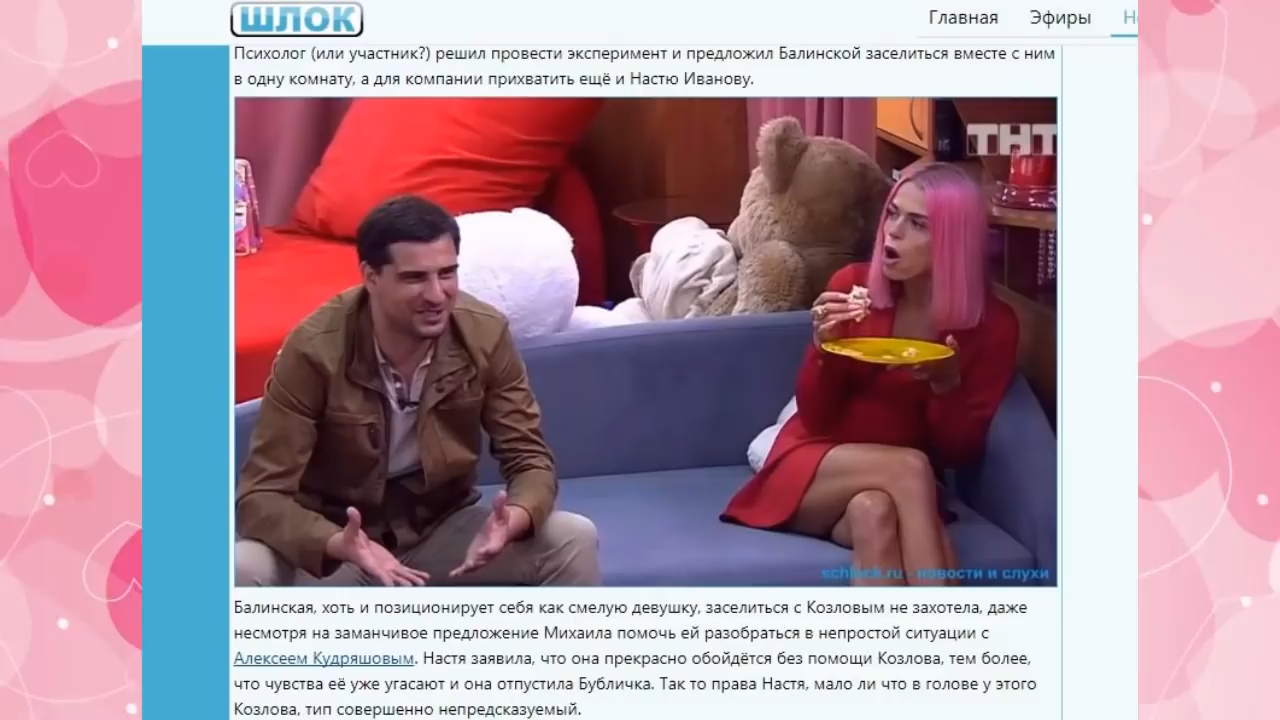 ШЛОК
Главная Эфиры
Психолог (или участник?) решил провести эксперимент и предложил Балинской заселиться вместе с ним
в одну комнату, а для компании прихватить ещё и Настю Иванову.
ТНТ
schlock.ru - новости и слухи
Балинская, хоть и позиционирует себя как смелую девушку, заселиться с Козловым не захотела, даже
несмотря на заманчивое предложение Михаила помочь ей разобраться в непростой ситуации с
Алексеем Кудряшовым. Настя заявила, что она прекрасно обойдётся без помощи Козлова, тем более,
что чувства её уже угасают и она отпустила Бубличка. Так то права Настя, мало ли что в голове у этого
Козлова, тип совершенно непредсказуемый.